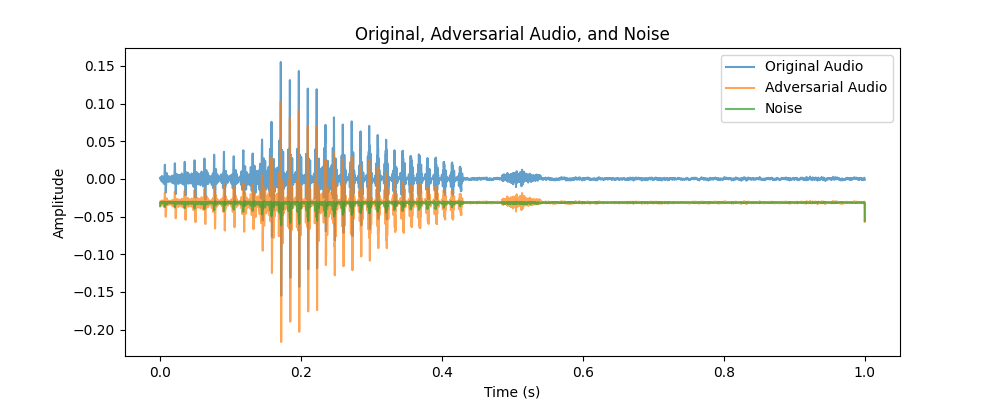 Original, Adversarial Audio, and Noise
Original Audio
Adversarial Audio
Noise
0.15
0.10
0.05
0.00
−0.05
−0.10
−0.15
−0.20
Amplitude
0.0
0.2
0.4
0.6
0.8
1.0
Time (s)